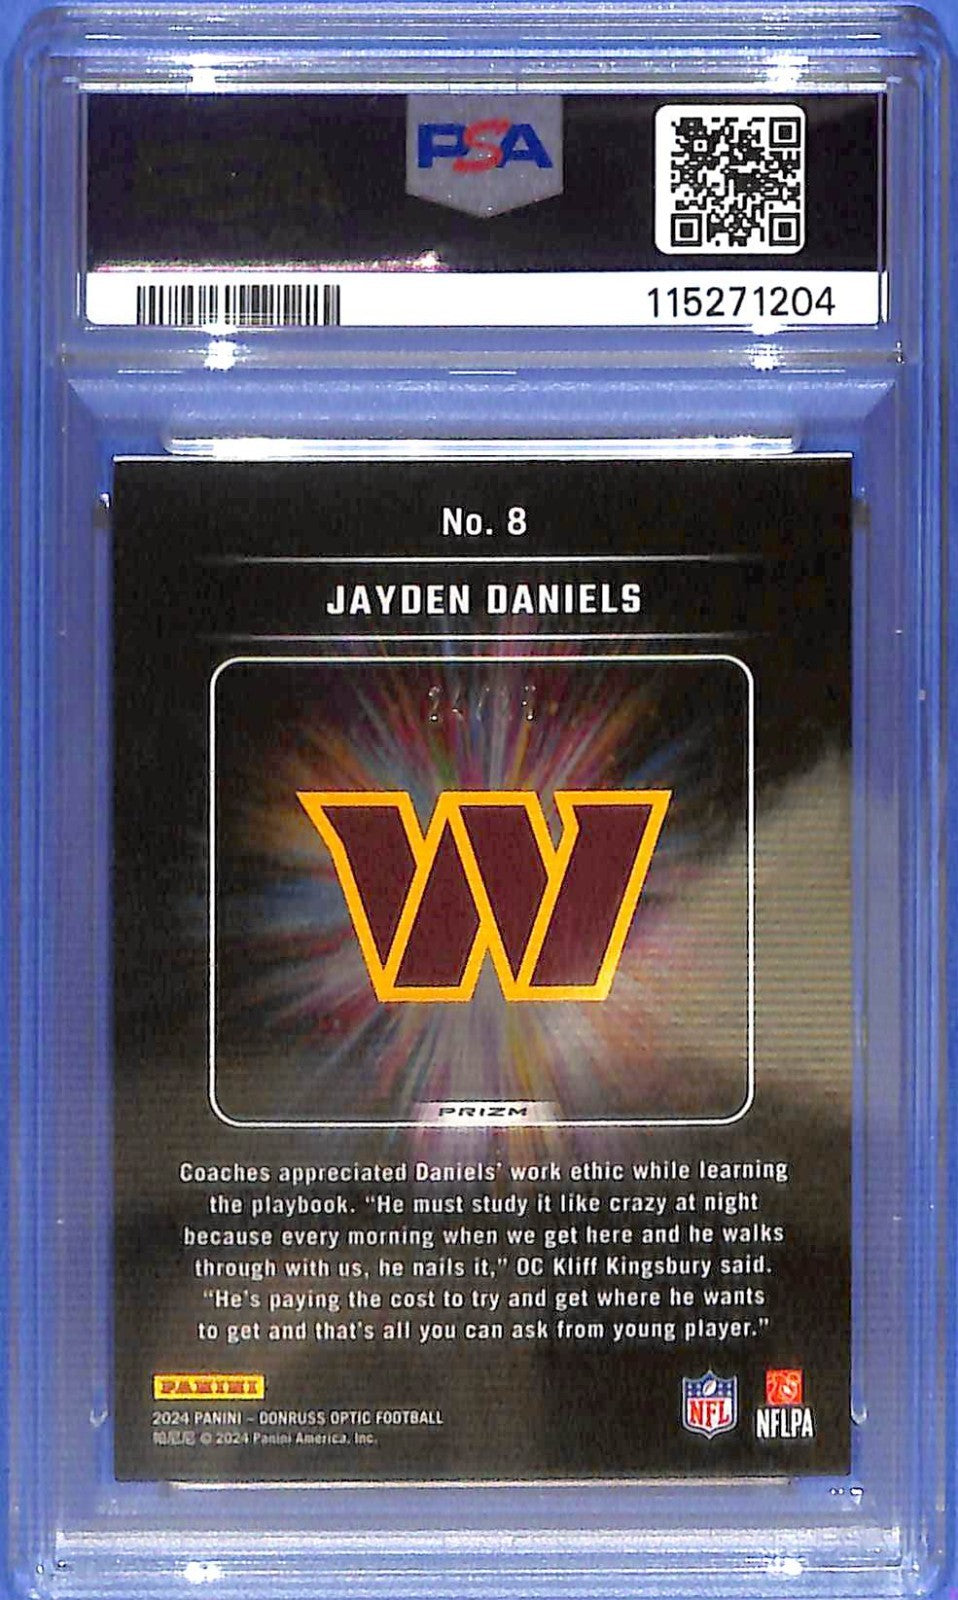 PSA
115271204
No. 8
JAYDEN DANIELS
PRIZM
Coaches appreciated Daniels' work ethic while learning
the playbook. "He must study it like crazy at night
because every morning when we get here and he walks
through with us, he nails it," OC Kliff Kingsbury said.
"He's paying the cost to try and get where he wants
to get and that's all you can ask from young player."
PANINI
2024 PANINI – DONRUSS OPTIC FOOTBALL
帕尼尼 © 2024 Panini America, Inc.
NFL
NFLPA